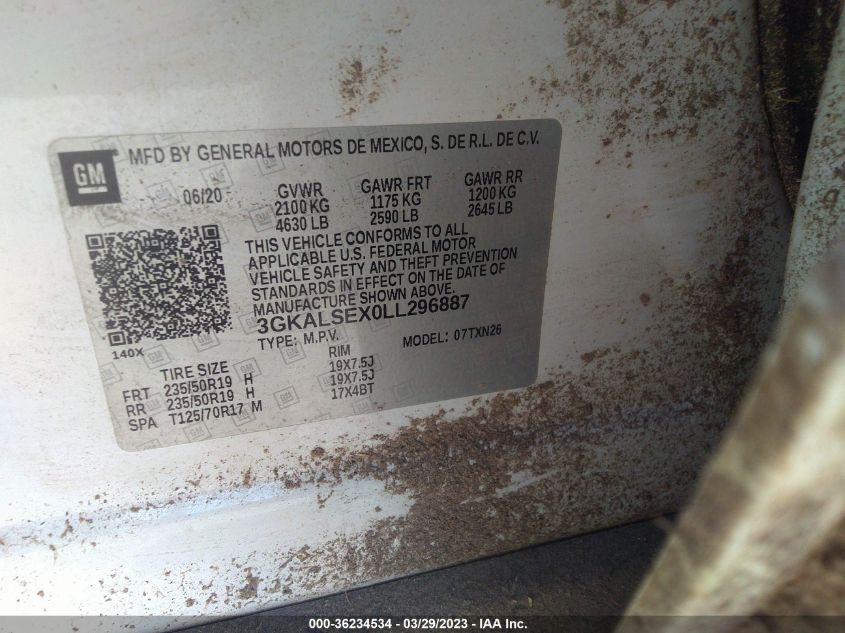 GM
MFD BY GENERAL MOTORS DE MEXICO, S. DE R.L. DE C.V.
06/20
GVWR GAWR FRT GAWR RR
2100 KG 1175 KG 1200 KG
4630 LB 2590 LB 2645 LB
THIS VEHICLE CONFORMS TO ALL
APPLICABLE U.S. FEDERAL MOTOR
VEHICLE SAFETY AND THEFT PREVENTION
STANDARDS IN EFFECT ON THE DATE OF
MANUFACTURE SHOWN ABOVE.
3GKALSEX0LL296887
TYPE: M.P.V. MODEL: 07TXN26
140X
TIRE SIZE RIM
FRT 235/50R19 H 19X7.5J
RR 235/50R19 H 19X7.5J
SPA T125/70R17 M 17X4BT
000-36234534 - 03/29/2023 - IAA Inc.